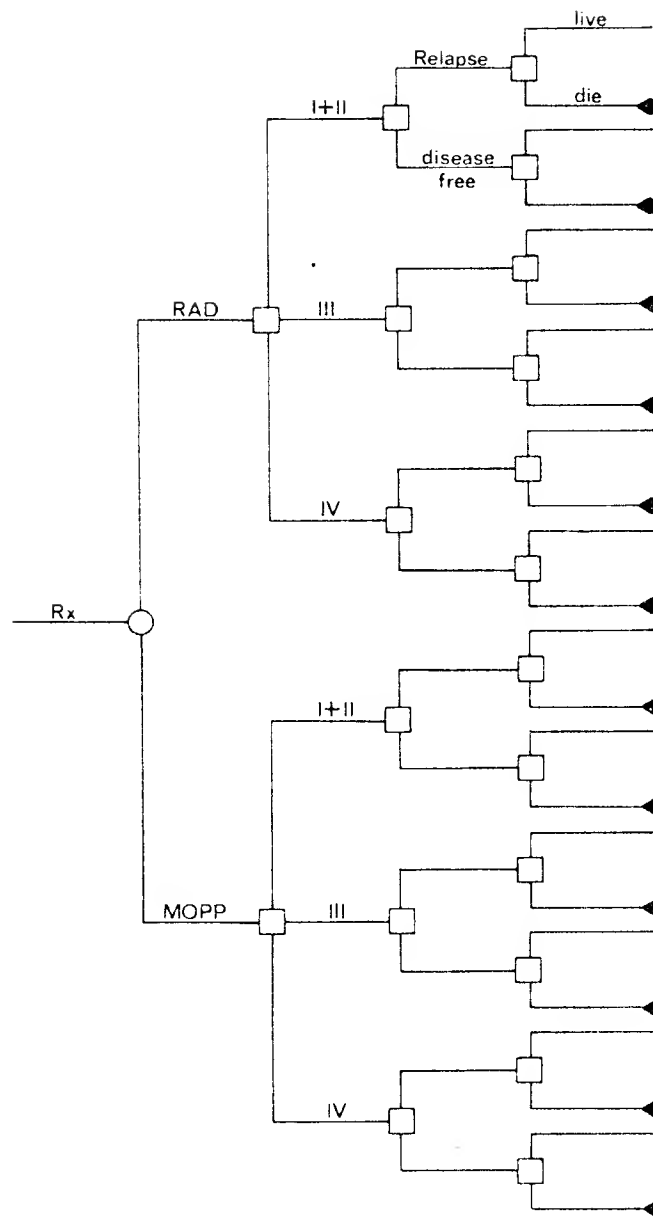 live
Relapse
die
I+II
disease
free
RAD
III
IV
Rx
I+II
MOPP
III
IV